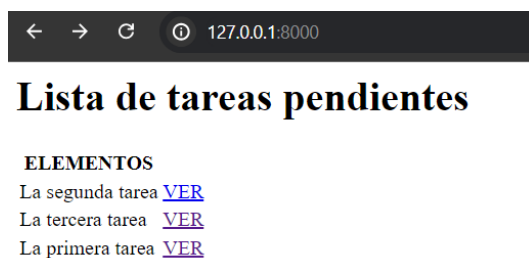 127.0.0.1:8000
Lista de tareas pendientes
ELEMENTOS
La segunda tarea VER
La tercera tarea VER
La primera tarea VER